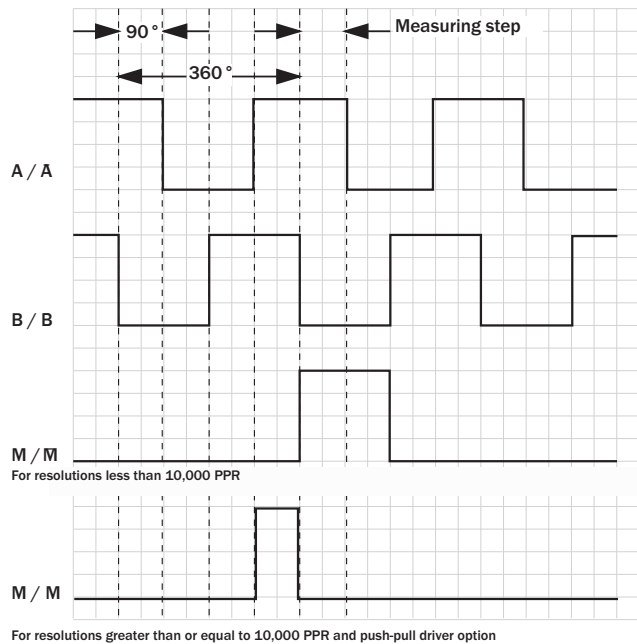 90°
Measuring step
360°
A / A̅
B / B
M / M̅
For resolutions less than 10,000 PPR
M / M
For resolutions greater than or equal to 10,000 PPR and push-pull driver option